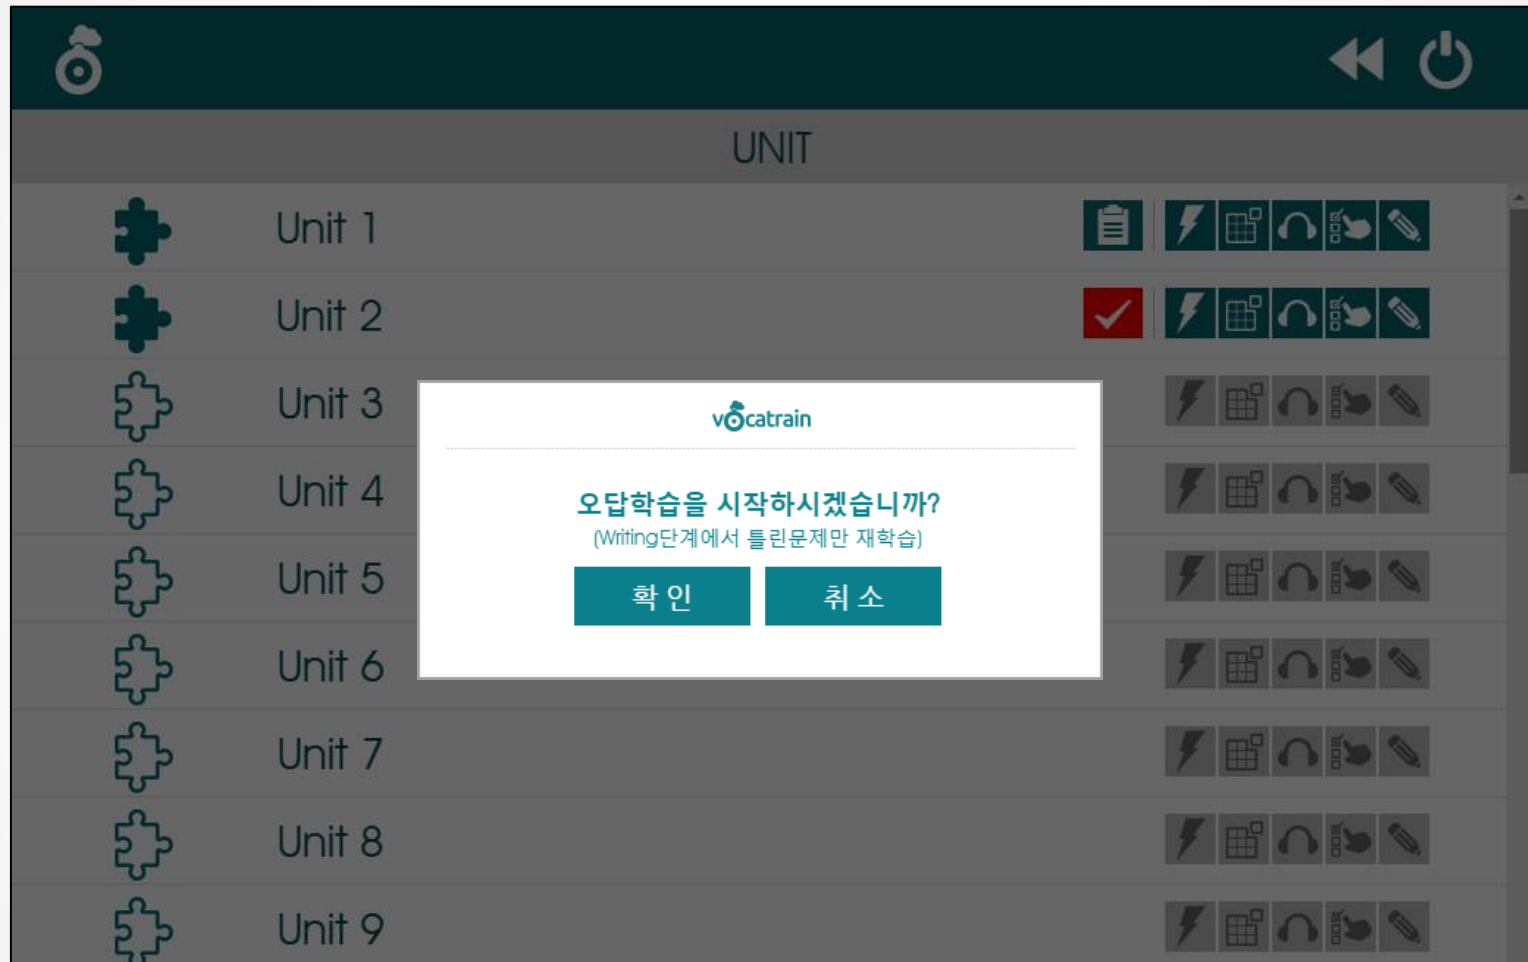 UNIT
Unit 1
Unit 2
Unit 3
vocatrain
오답학습을 시작하시겠습니까?
Unit 4
(Writing단계에서 틀린문제만 재학습)
Unit 5
확 인 취 소
Unit 6
Unit 7
Unit 8
Unit 9